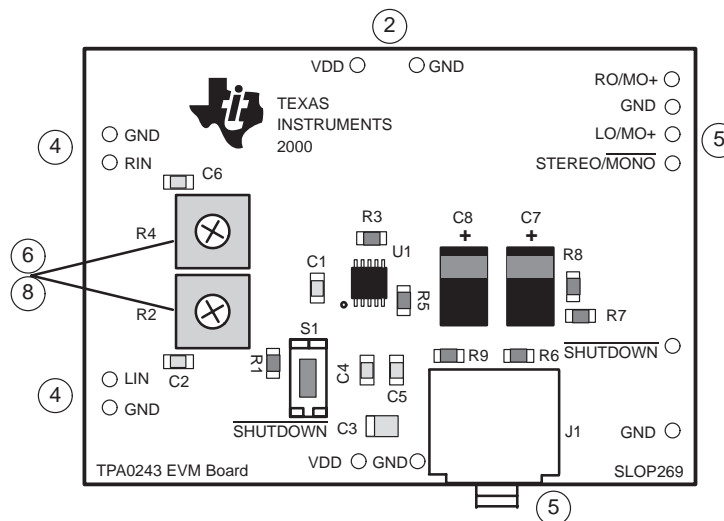 2
VDD
GND
TEXAS
INSTRUMENTS
2000
RO/MO+
GND
LO/MO+
STEREO/MONO
5
4
GND
RIN
C6
R4
R3
C8
C7
+
+
U1
6
8
C1
R5
R8
R7
R2
S1
R1
C4
C5
R9
R6
SHUTDOWN
C2
LIN
4
GND
SHUTDOWN
C3
J1
GND
VDD
GND
TPA0243 EVM Board
SLOP269
5